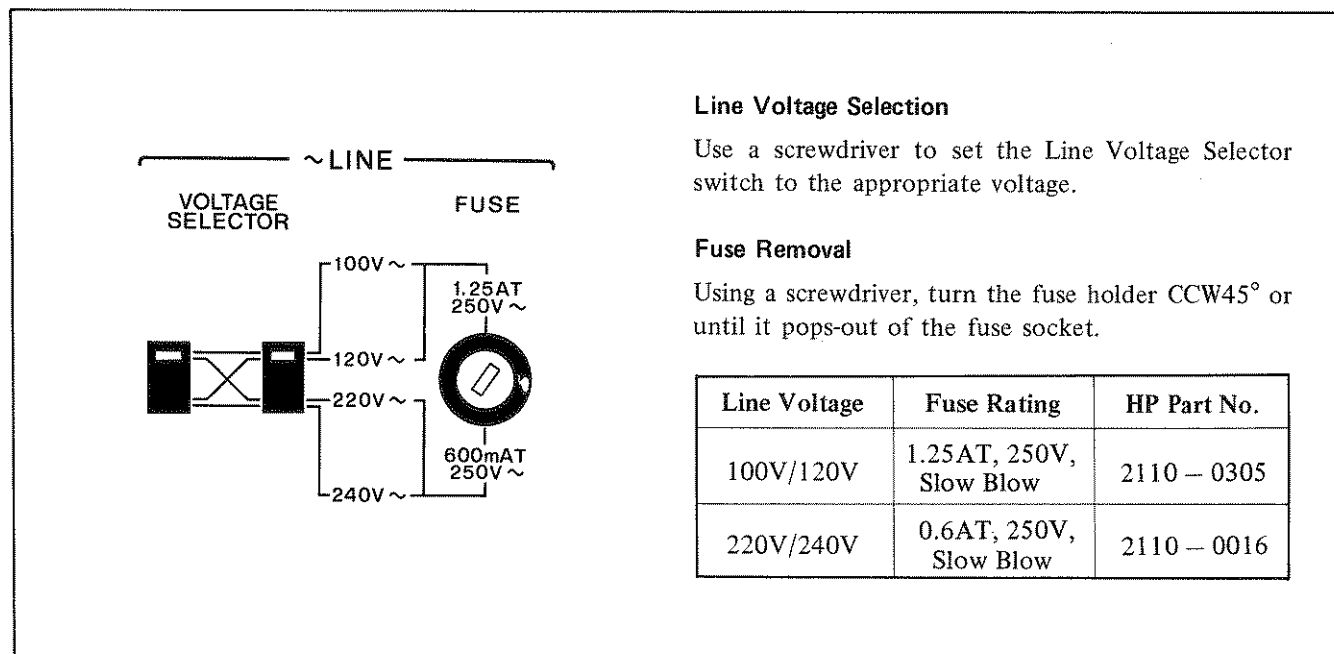 ~LINE
VOLTAGE
SELECTOR
FUSE
100V~
120V~
220V~
240V~
1.25AT
250V~
600mAT
250V~
Line Voltage Selection
Use a screwdriver to set the Line Voltage Selector
switch to the appropriate voltage.
Fuse Removal
Using a screwdriver, turn the fuse holder CCW45° or
until it pops-out of the fuse socket.
Line Voltage Fuse Rating HP Part No.
100V/120V 1.25AT, 250V, Slow Blow 2110 – 0305
220V/240V 0.6AT, 250V, Slow Blow 2110 – 0016